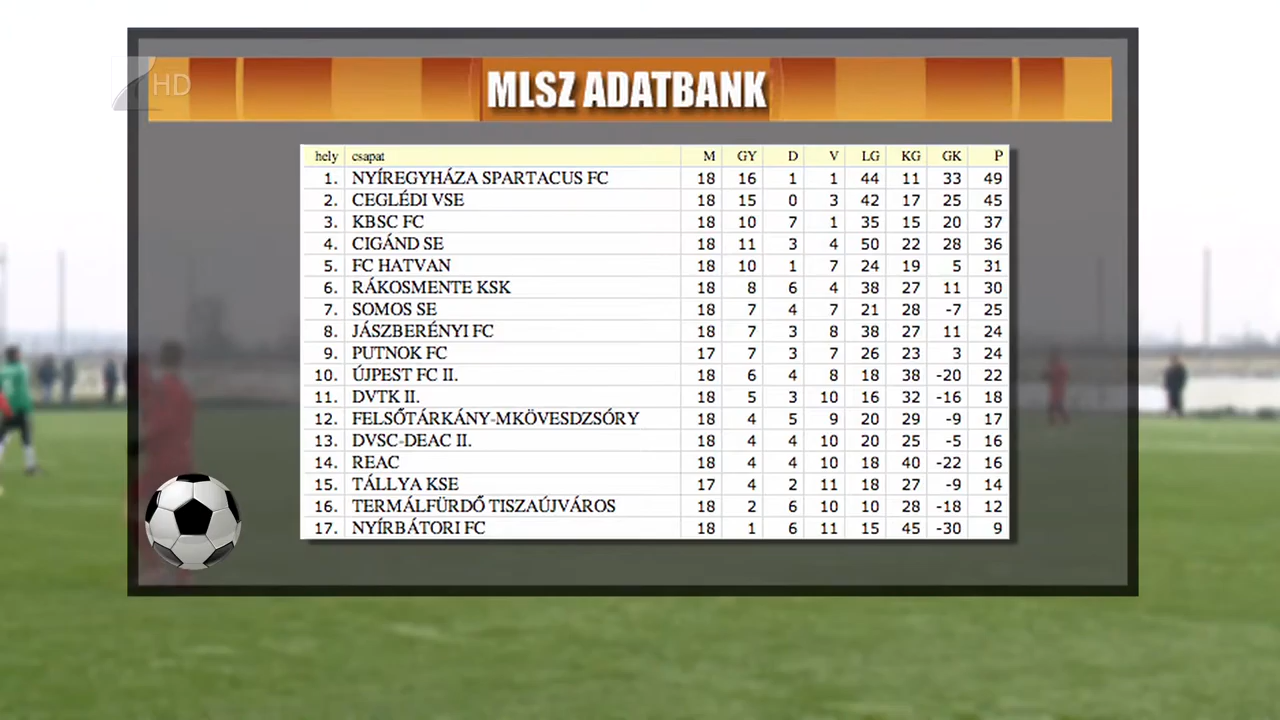 HD
MLSZ ADATBANK
hely csapat M GY D V LG KG GK P
1. NYÍREGYHÁZA SPARTACUS FC 18 16 1 1 44 11 33 49
2. CEGLÉDI VSE 18 15 0 3 42 17 25 45
3. KBSC FC 18 10 7 1 35 15 20 37
4. CIGÁND SE 18 11 3 4 50 22 28 36
5. FC HATVAN 18 10 1 7 24 19 5 31
6. RÁKOSMENTE KSK 18 8 6 4 38 27 11 30
7. SOMOS SE 18 7 4 7 21 28 -7 25
8. JÁSZBERÉNYI FC 18 7 3 8 38 27 11 24
9. PUTNOK FC 17 7 3 7 26 23 3 24
10. ÚJPEST FC II. 18 6 4 8 18 38 -20 22
11. DVTK II. 18 5 3 10 16 32 -16 18
12. FELSŐTÁRKÁNY-MKÖVESDZSÓRY 18 4 5 9 20 29 -9 17
13. DVSC-DEAC II. 18 4 4 10 20 25 -5 16
14. REAC 18 4 4 10 18 40 -22 16
15. TÁLLYA KSE 17 4 2 11 18 27 -9 14
16. TERMÁLFÜRDŐ TISZAÚJVÁROS 18 2 6 10 10 28 -18 12
17. NYÍRBÁTORI FC 18 1 6 11 15 45 -30 9